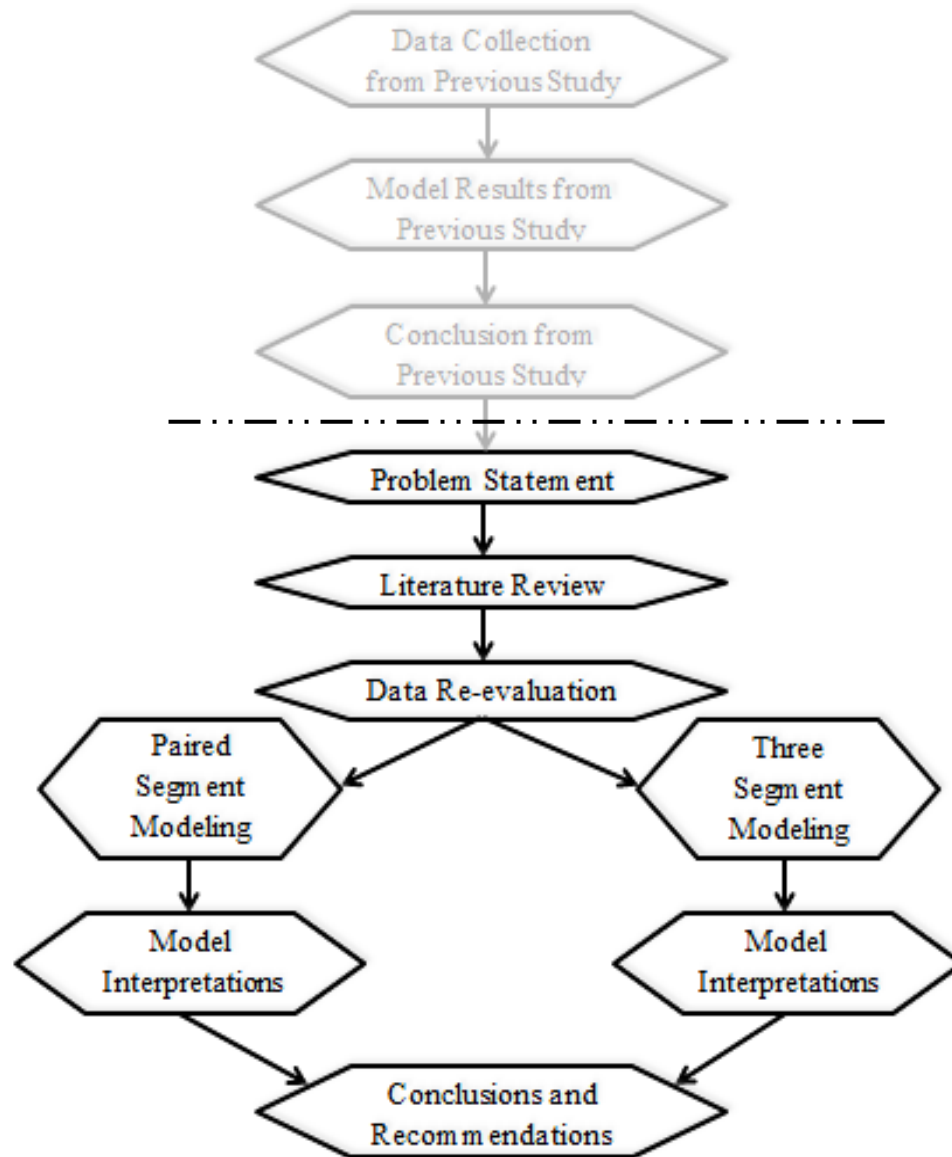 Data Collection
from Previous Study
Model Results from
Previous Study
Conclusion from
Previous Study
Problem Statement
Literature Review
Data Re-evaluation
Paired
Segment
Modeling
Three
Segment
Modeling
Model
Interpretations
Model
Interpretations
Conclusions and
Recommendations